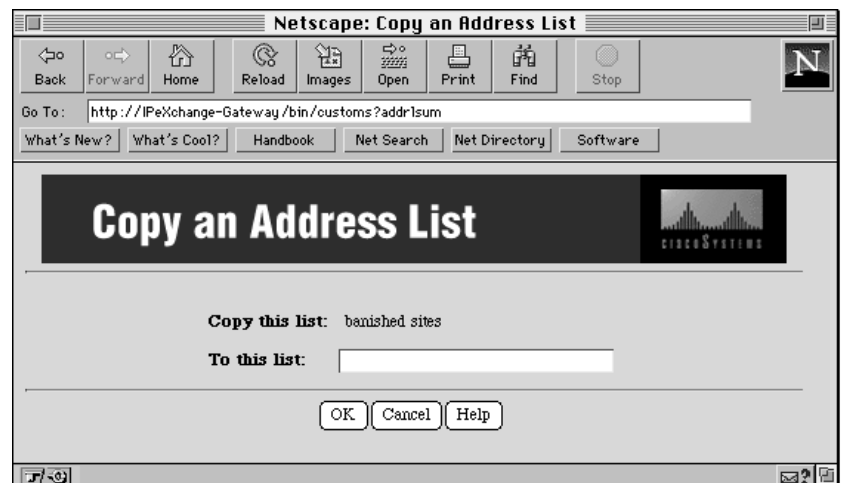 Netscape: Copy an Address List
Back Forward Home Reload Images Open Print Find Stop
N
Go To: http://IPeXchange-Gateway/bin/customs?addrlsum
What's New? What's Cool? Handbook Net Search Net Directory Software
Copy an Address List
CISCO SYSTEMS
Copy this list: banished sites
To this list:
OK Cancel Help
?